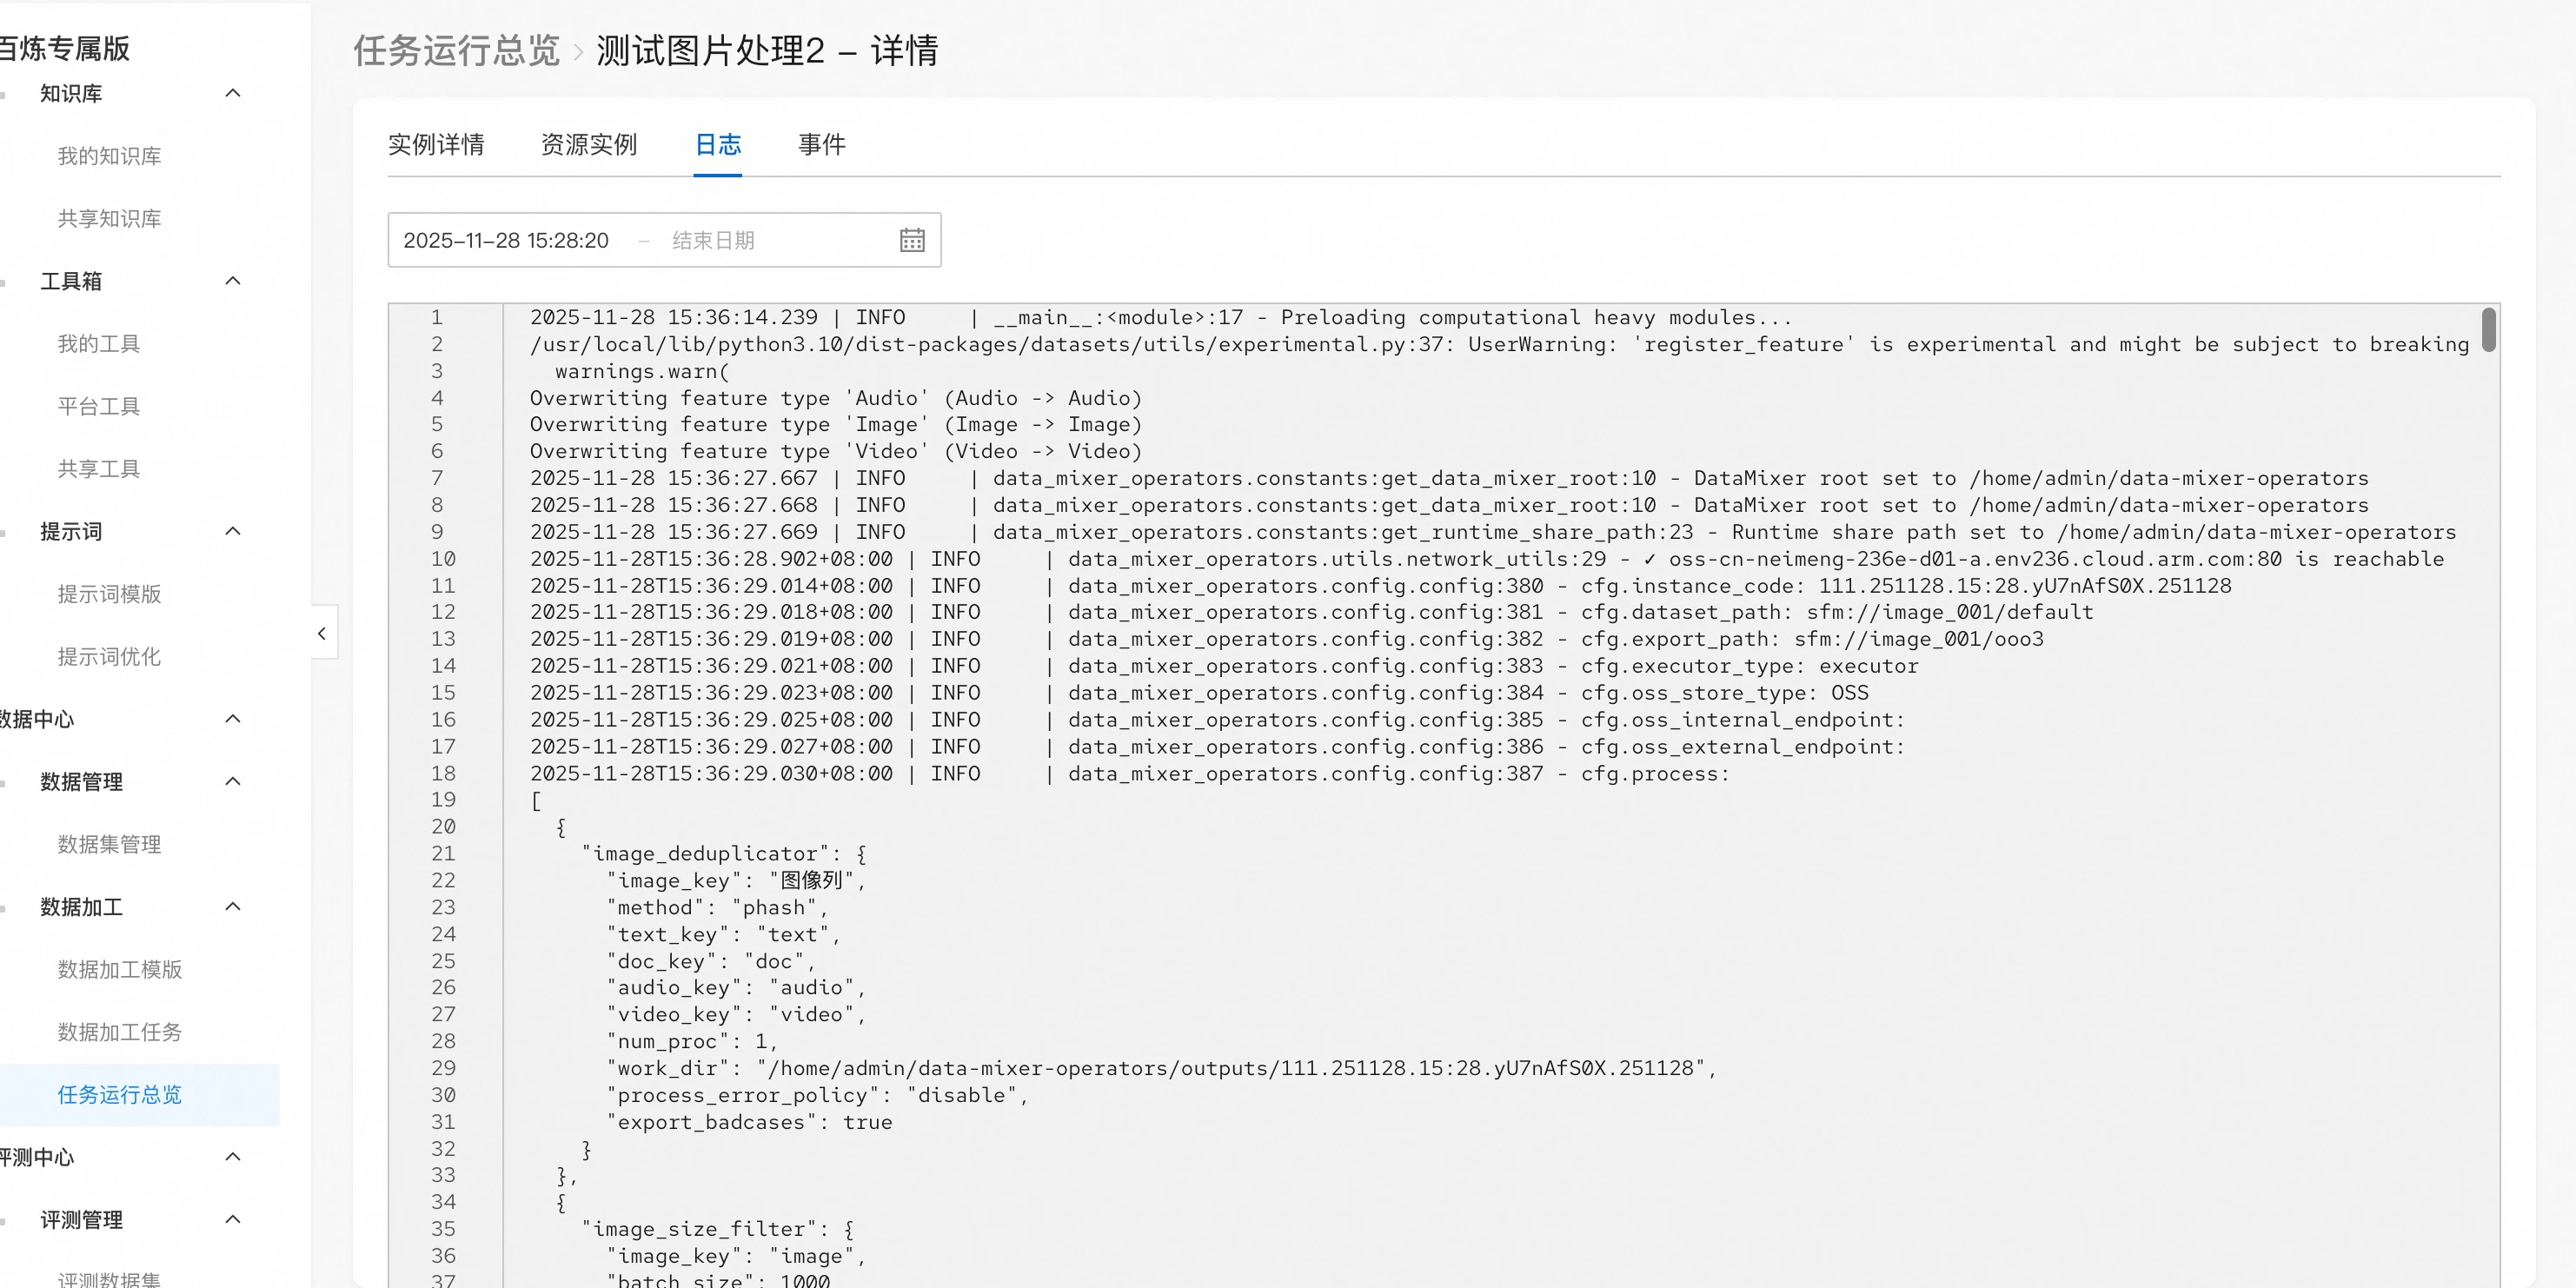 百炼专属版
知识库
我的知识库
共享知识库
工具箱
我的工具
平台工具
共享工具
提示词
提示词模版
提示词优化
数据中心
数据管理
数据集管理
数据加工
数据加工模版
数据加工任务
任务运行总览
评测中心
评测管理
评测数据集
任务运行总览 > 测试图片处理2 – 详情
实例详情 资源实例 日志 事件
2025–11–28 15:28:20 – 结束日期
1 2025-11-28 15:36:14.239 | INFO     | __main__:<module>:17 - Preloading computational heavy modules...
2 /usr/local/lib/python3.10/dist-packages/datasets/utils/experimental.py:37: UserWarning: 'register_feature' is experimental and might be subject to breaking
3   warnings.warn(
4 Overwriting feature type 'Audio' (Audio -> Audio)
5 Overwriting feature type 'Image' (Image -> Image)
6 Overwriting feature type 'Video' (Video -> Video)
7 2025-11-28 15:36:27.667 | INFO     | data_mixer_operators.constants:get_data_mixer_root:10 - DataMixer root set to /home/admin/data-mixer-operators
8 2025-11-28 15:36:27.668 | INFO     | data_mixer_operators.constants:get_data_mixer_root:10 - DataMixer root set to /home/admin/data-mixer-operators
9 2025-11-28 15:36:27.669 | INFO     | data_mixer_operators.constants:get_runtime_share_path:23 - Runtime share path set to /home/admin/data-mixer-operators
10 2025-11-28T15:36:28.902+08:00 | INFO     | data_mixer_operators.utils.network_utils:29 - ✓ oss-cn-neimeng-236e-d01-a.env236.cloud.arm.com:80 is reachable
11 2025-11-28T15:36:29.014+08:00 | INFO     | data_mixer_operators.config.config:380 - cfg.instance_code: 111.251128.15:28.yU7nAfS0X.251128
12 2025-11-28T15:36:29.018+08:00 | INFO     | data_mixer_operators.config.config:381 - cfg.dataset_path: sfm://image_001/default
13 2025-11-28T15:36:29.019+08:00 | INFO     | data_mixer_operators.config.config:382 - cfg.export_path: sfm://image_001/ooo3
14 2025-11-28T15:36:29.021+08:00 | INFO     | data_mixer_operators.config.config:383 - cfg.executor_type: executor
15 2025-11-28T15:36:29.023+08:00 | INFO     | data_mixer_operators.config.config:384 - cfg.oss_store_type: OSS
16 2025-11-28T15:36:29.025+08:00 | INFO     | data_mixer_operators.config.config:385 - cfg.oss_internal_endpoint:
17 2025-11-28T15:36:29.027+08:00 | INFO     | data_mixer_operators.config.config:386 - cfg.oss_external_endpoint:
18 2025-11-28T15:36:29.030+08:00 | INFO     | data_mixer_operators.config.config:387 - cfg.process:
19 [
20   {
21     "image_deduplicator": {
22       "image_key": "图像列",
23       "method": "phash",
24       "text_key": "text",
25       "doc_key": "doc",
26       "audio_key": "audio",
27       "video_key": "video",
28       "num_proc": 1,
29       "work_dir": "/home/admin/data-mixer-operators/outputs/111.251128.15:28.yU7nAfS0X.251128",
30       "process_error_policy": "disable",
31       "export_badcases": true
32     }
33   },
34   {
35     "image_size_filter": {
36       "image_key": "image",
37       "batch_size": 1000